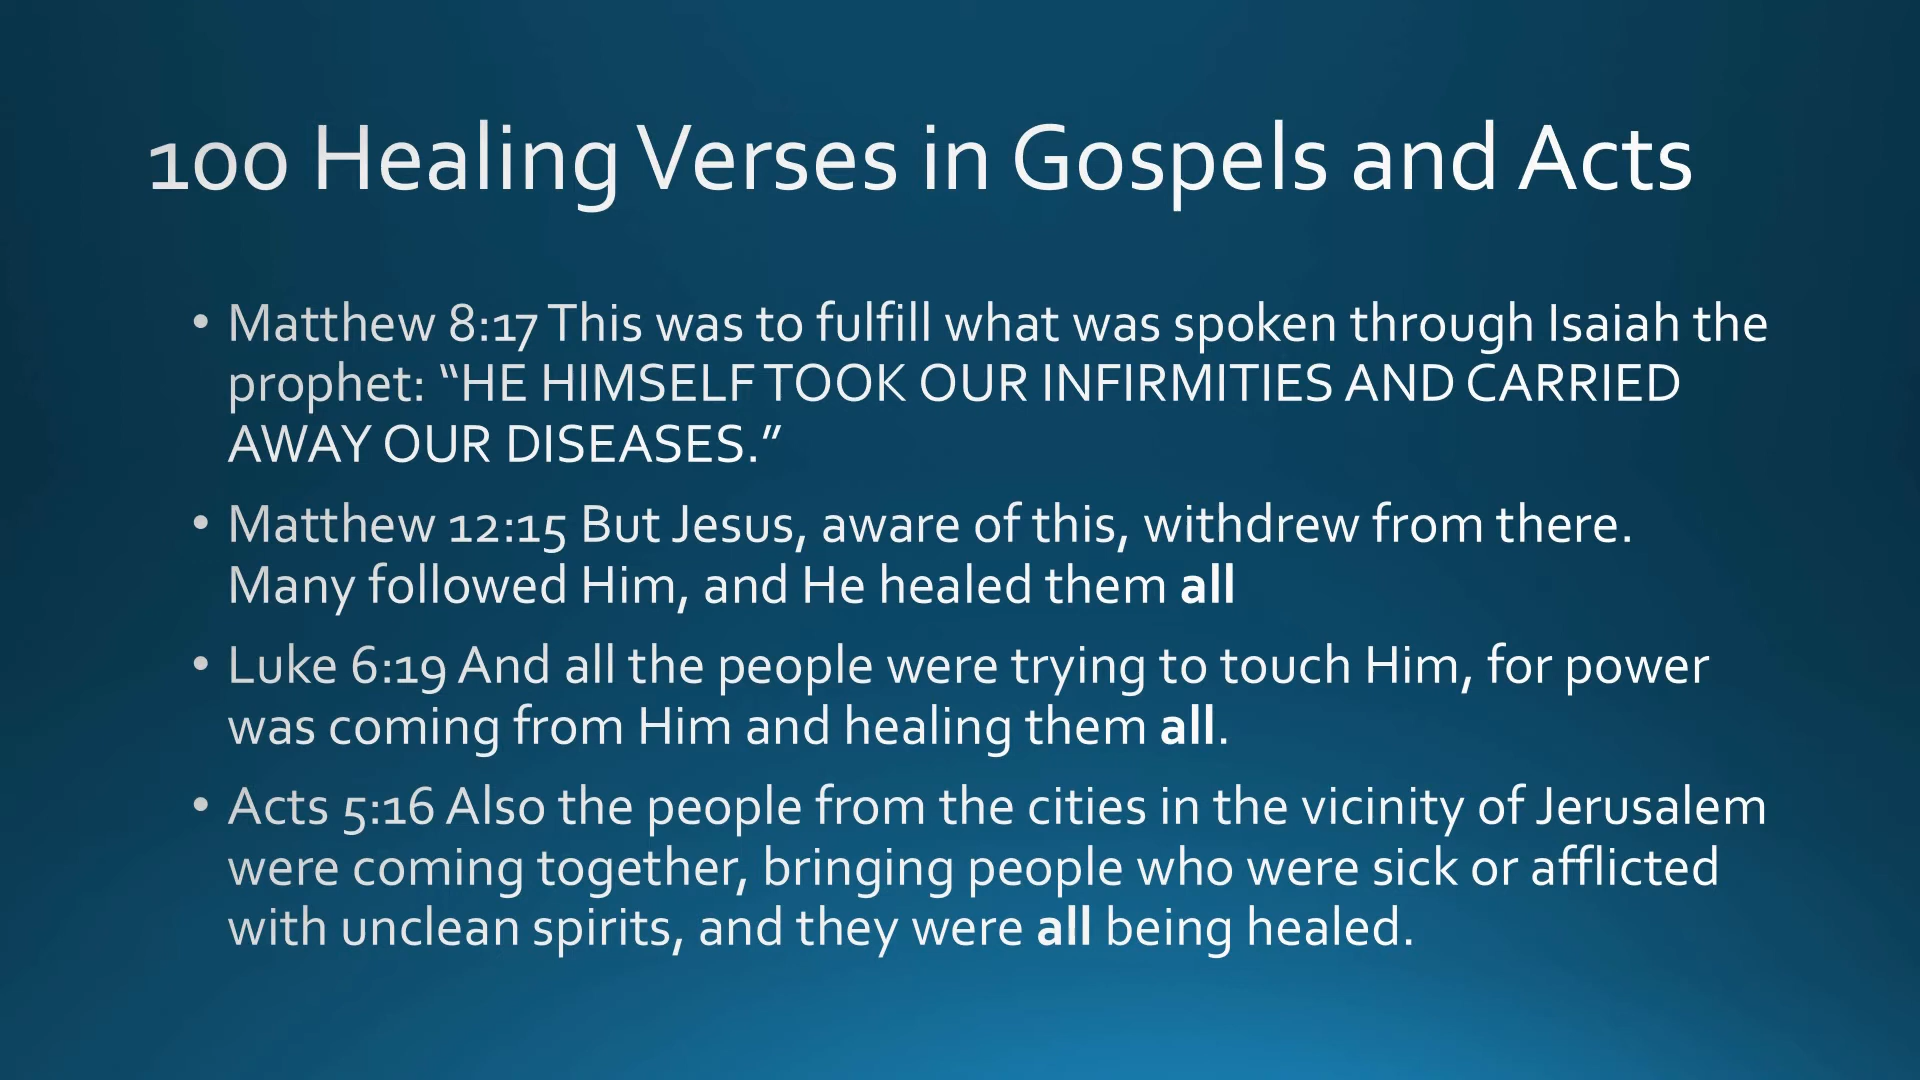 100 Healing Verses in Gospels and Acts
• Matthew 8:17 This was to fulfill what was spoken through Isaiah the
prophet: “HE HIMSELF TOOK OUR INFIRMITIES AND CARRIED
AWAY OUR DISEASES.”
• Matthew 12:15 But Jesus, aware of this, withdrew from there.
Many followed Him, and He healed them all
• Luke 6:19 And all the people were trying to touch Him, for power
was coming from Him and healing them all.
• Acts 5:16 Also the people from the cities in the vicinity of Jerusalem
were coming together, bringing people who were sick or afflicted
with unclean spirits, and they were all being healed.